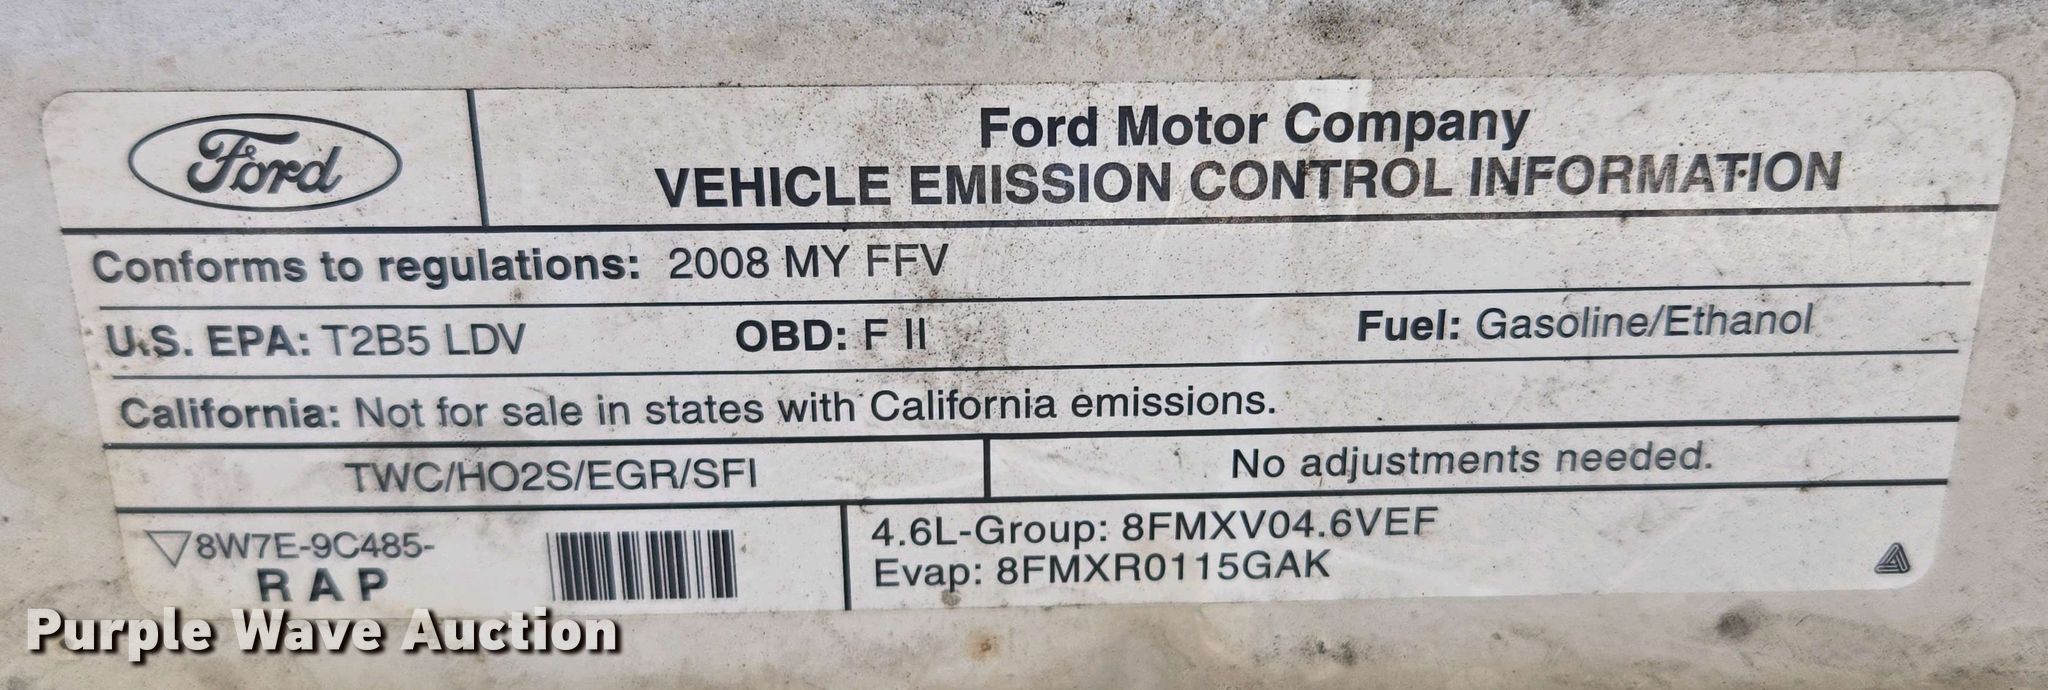 Ford
Ford Motor Company
VEHICLE EMISSION CONTROL INFORMATION
Conforms to regulations: 2008 MY FFV
U.S. EPA: T2B5 LDV OBD: F II Fuel: Gasoline/Ethanol
California: Not for sale in states with California emissions.
TWC/HO2S/EGR/SFI No adjustments needed.
8W7E-9C485-
RAP
4.6L-Group: 8FMXV04.6VEF
Evap: 8FMXR0115GAK
Purple Wave Auction